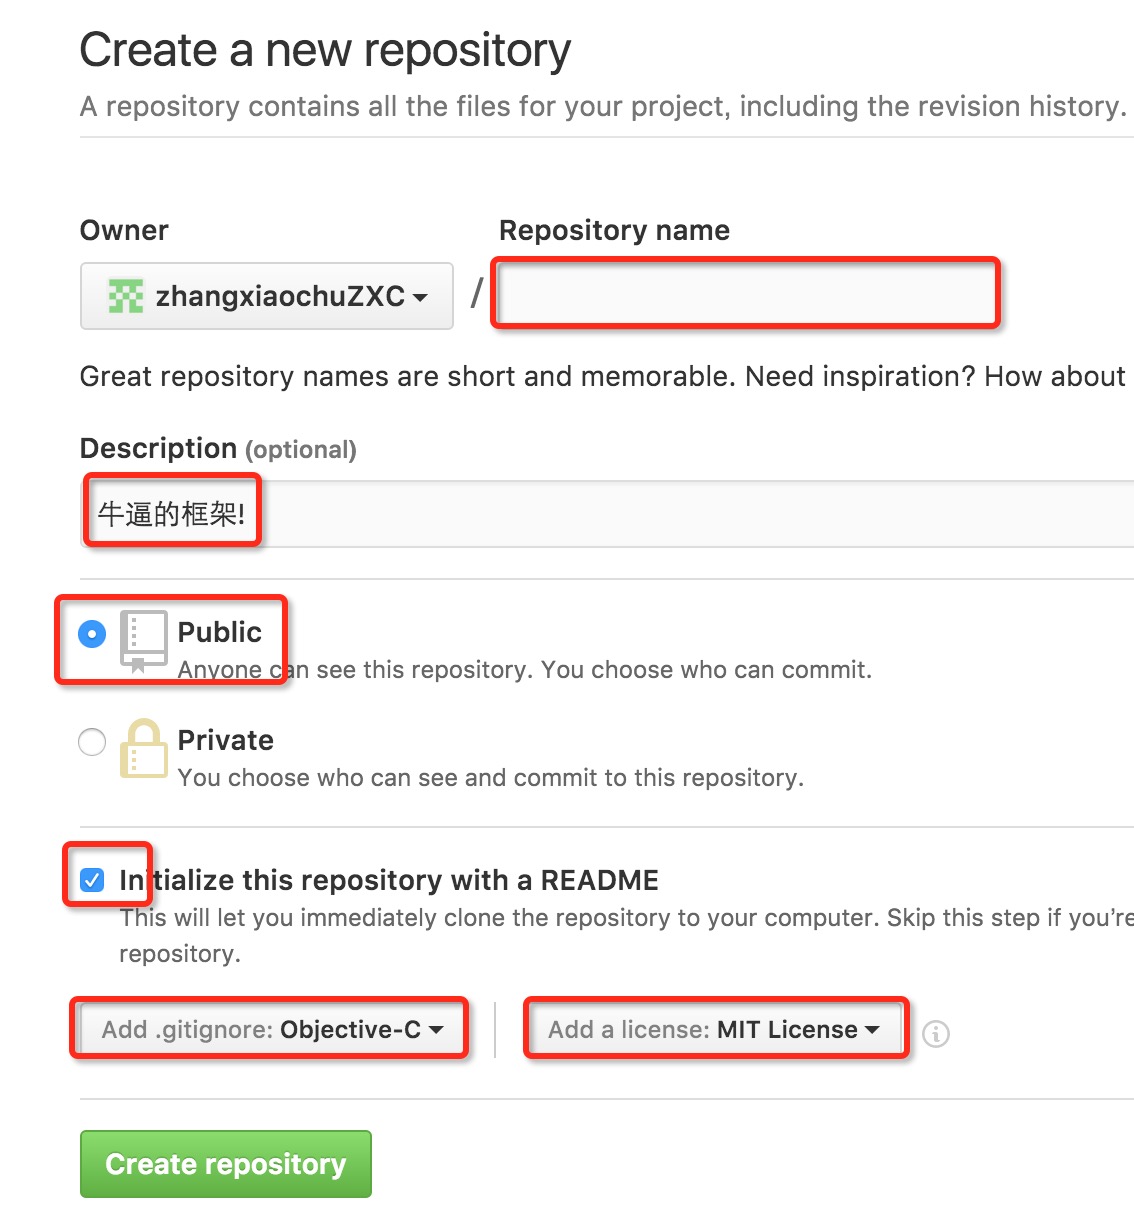 Create a new repository
A repository contains all the files for your project, including the revision history.
Owner
Repository name
zhangxiaochuZXC
/
Great repository names are short and memorable. Need inspiration? How about
Description (optional)
牛逼的框架!
Public
Anyone can see this repository. You choose who can commit.
Private
You choose who can see and commit to this repository.
Initialize this repository with a README
This will let you immediately clone the repository to your computer. Skip this step if you're
repository.
Add .gitignore: Objective-C
Add a license: MIT License
Create repository